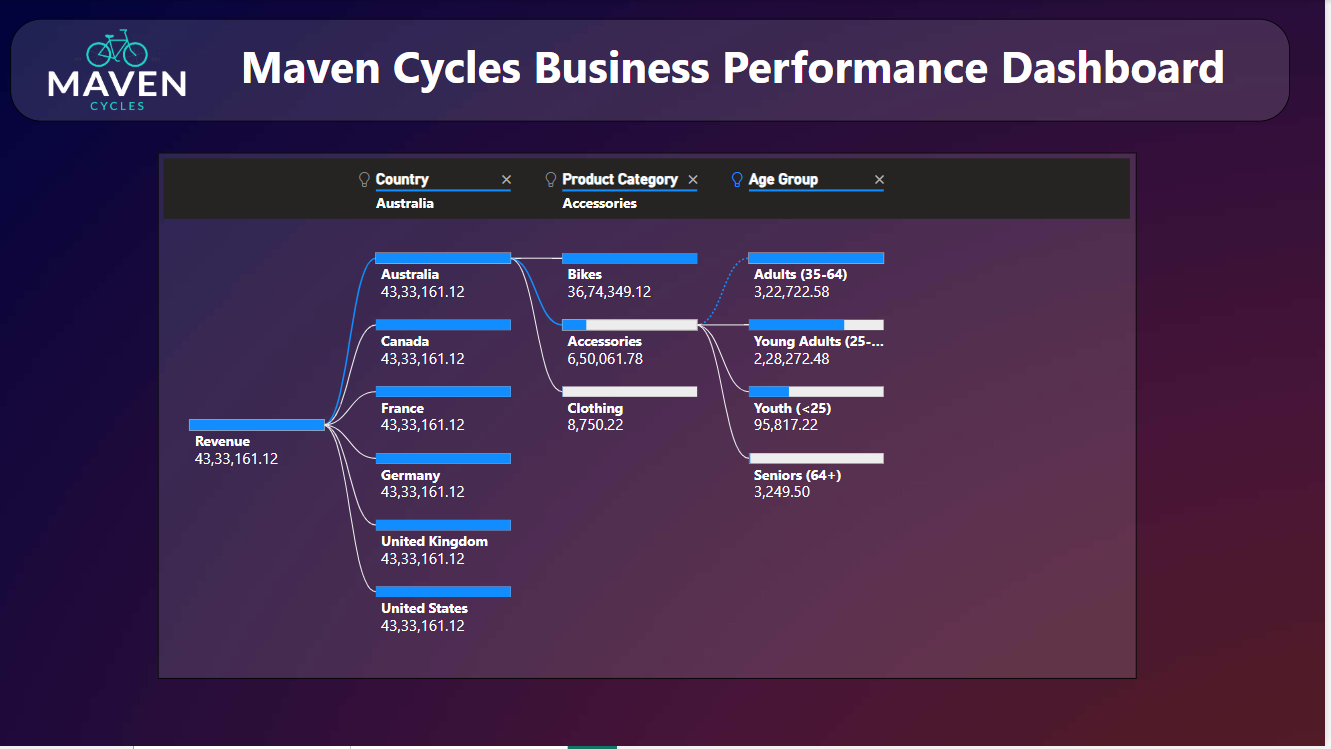 MAVEN
CYCLES
Maven Cycles Business Performance Dashboard
Country
Australia
Product Category
Accessories
Age Group
Revenue
43,33,161.12
Australia
43,33,161.12
Canada
43,33,161.12
France
43,33,161.12
Germany
43,33,161.12
United Kingdom
43,33,161.12
United States
43,33,161.12
Bikes
36,74,349.12
Accessories
6,50,061.78
Clothing
8,750.22
Adults (35-64)
3,22,722.58
Young Adults (25-...
2,28,272.48
Youth (<25)
95,817.22
Seniors (64+)
3,249.50